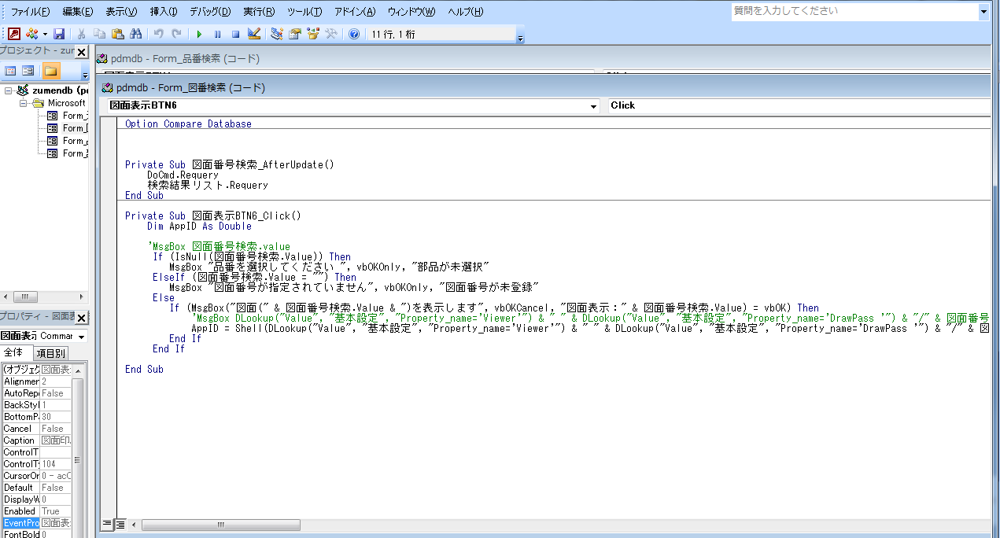 ファイル(F) 編集(E) 表示(V) 挿入(I) デバッグ(D) 実行(R) ツール(T) アドイン(A) ウィンドウ(W) ヘルプ(H) 質問を入力してください
11 行, 1 桁
プロジェクト - zur
zumendb (p
Microsoft
Form_
Form_
Form_
Form_
pdmdb - Form_品番検索 (コード)
pdmdb - Form_図番検索 (コード)
図面表示BTN6 Click
Option Compare Database
Private Sub 図面番号検索_AfterUpdate()
DoCmd.Requery
検索結果リスト.Requery
End Sub
Private Sub 図面表示BTN6_Click()
Dim AppID As Double
'MsgBox 図面番号検索.value
If (IsNull(図面番号検索.Value)) Then
MsgBox "品番を選択してください ", vbOKOnly, "部品が未選択"
ElseIf (図面番号検索.Value = "") Then
MsgBox "図面番号が指定されていません", vbOKOnly, "図面番号が未登録"
Else
If (MsgBox("図面(" & 図面番号検索.Value & ")を表示します", vbOKCancel, "図面表示：" & 図面番号検索.Value) = vbOK) Then
'MsgBox DLookup("Value", "基本設定", "Property_name='Viewer'") & " " & DLookup("Value", "基本設定", "Property_name='DrawPass '") & "/" & 図面番号
AppID = Shell(DLookup("Value", "基本設定", "Property_name='Viewer'") & " " & DLookup("Value", "基本設定", "Property_name='DrawPass '") & "/" & 図
End If
End If
End Sub
プロパティ - 図面表
図面表示 Commar
全体 項目別
(オブジェク 図面表
Alignmer 2
AutoRep False
BackStyl 1
BottomP 30
Cancel False
Caption 図面印
ControlT
ControlT 104
CursorOr 0 - acC
Default False
DisplayW 0
Enabled True
EventPro 図面表
FontBold 0